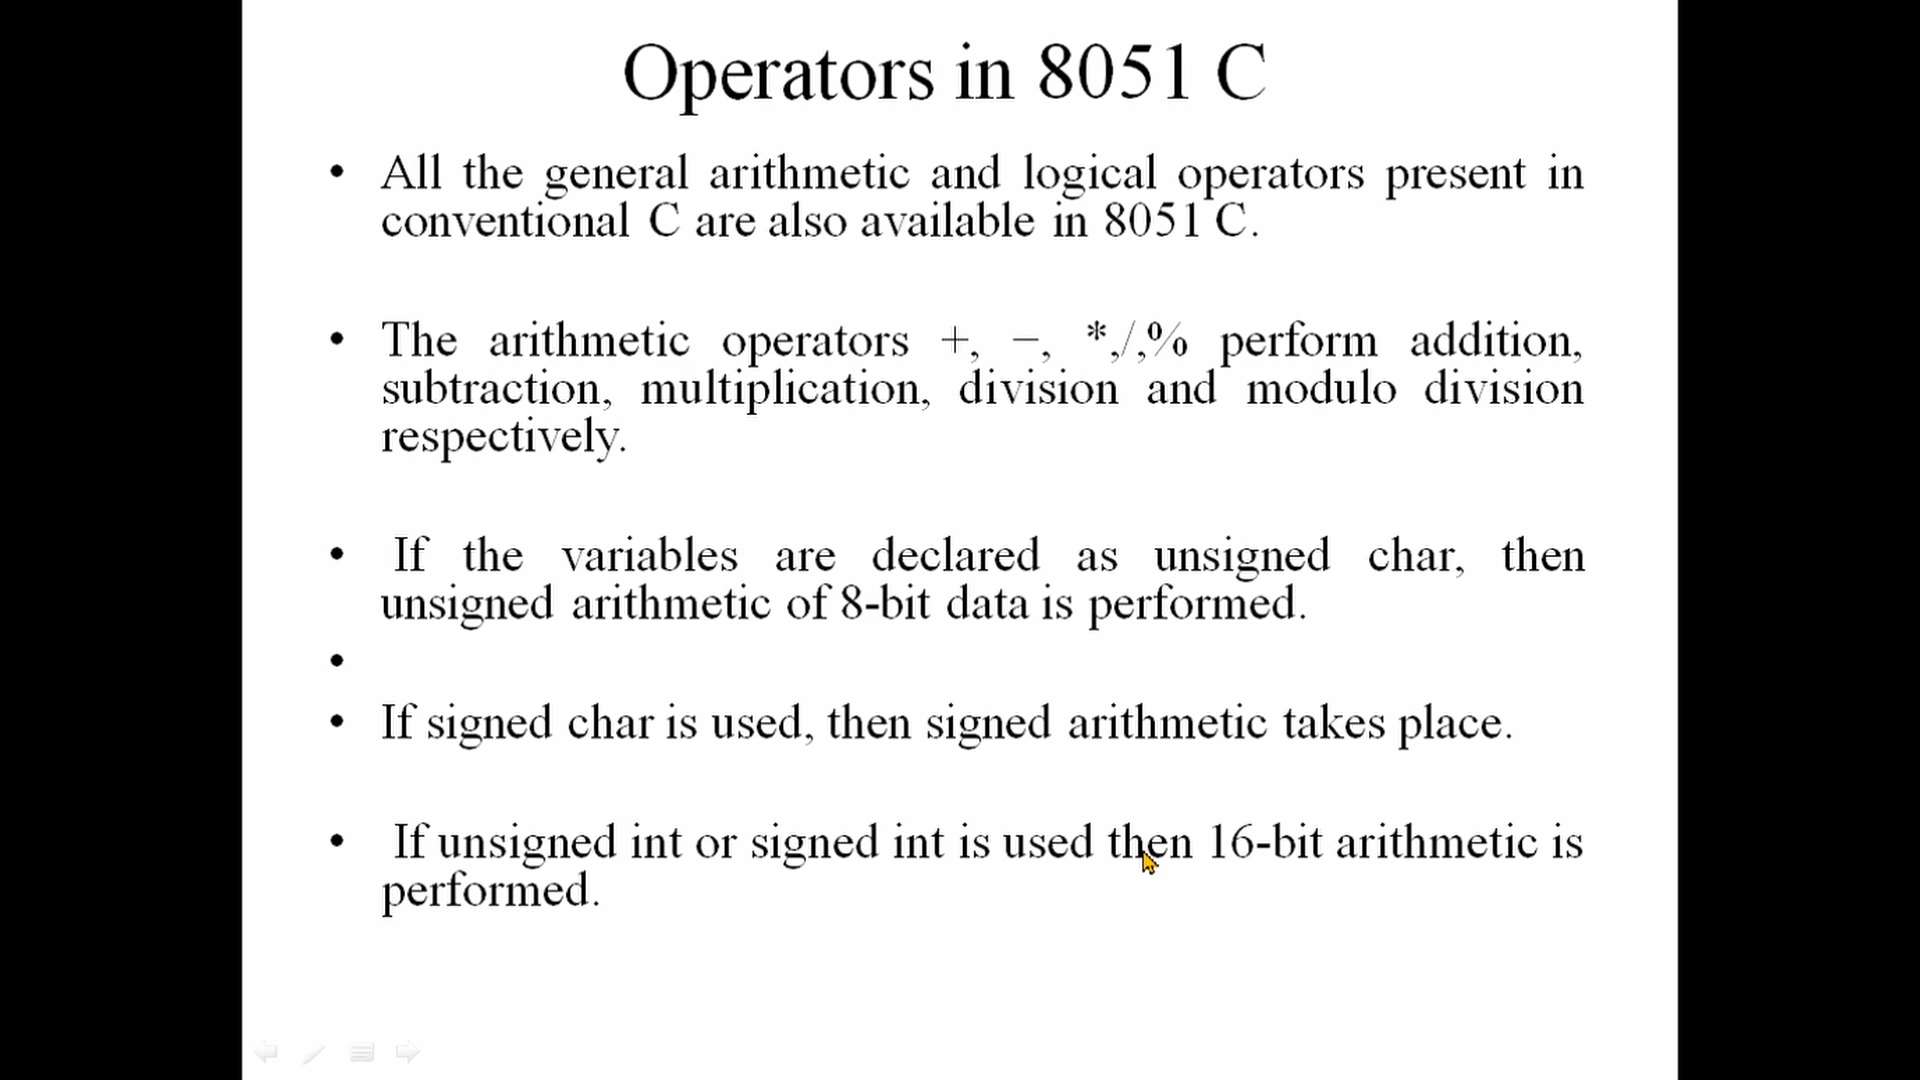 Operators in 8051 C
• All the general arithmetic and logical operators present in
conventional C are also available in 8051 C.
• The arithmetic operators +, −, *,/,% perform addition,
subtraction, multiplication, division and modulo division
respectively.
• If the variables are declared as unsigned char, then
unsigned arithmetic of 8-bit data is performed.
•
• If signed char is used, then signed arithmetic takes place.
• If unsigned int or signed int is used then 16-bit arithmetic is
performed.